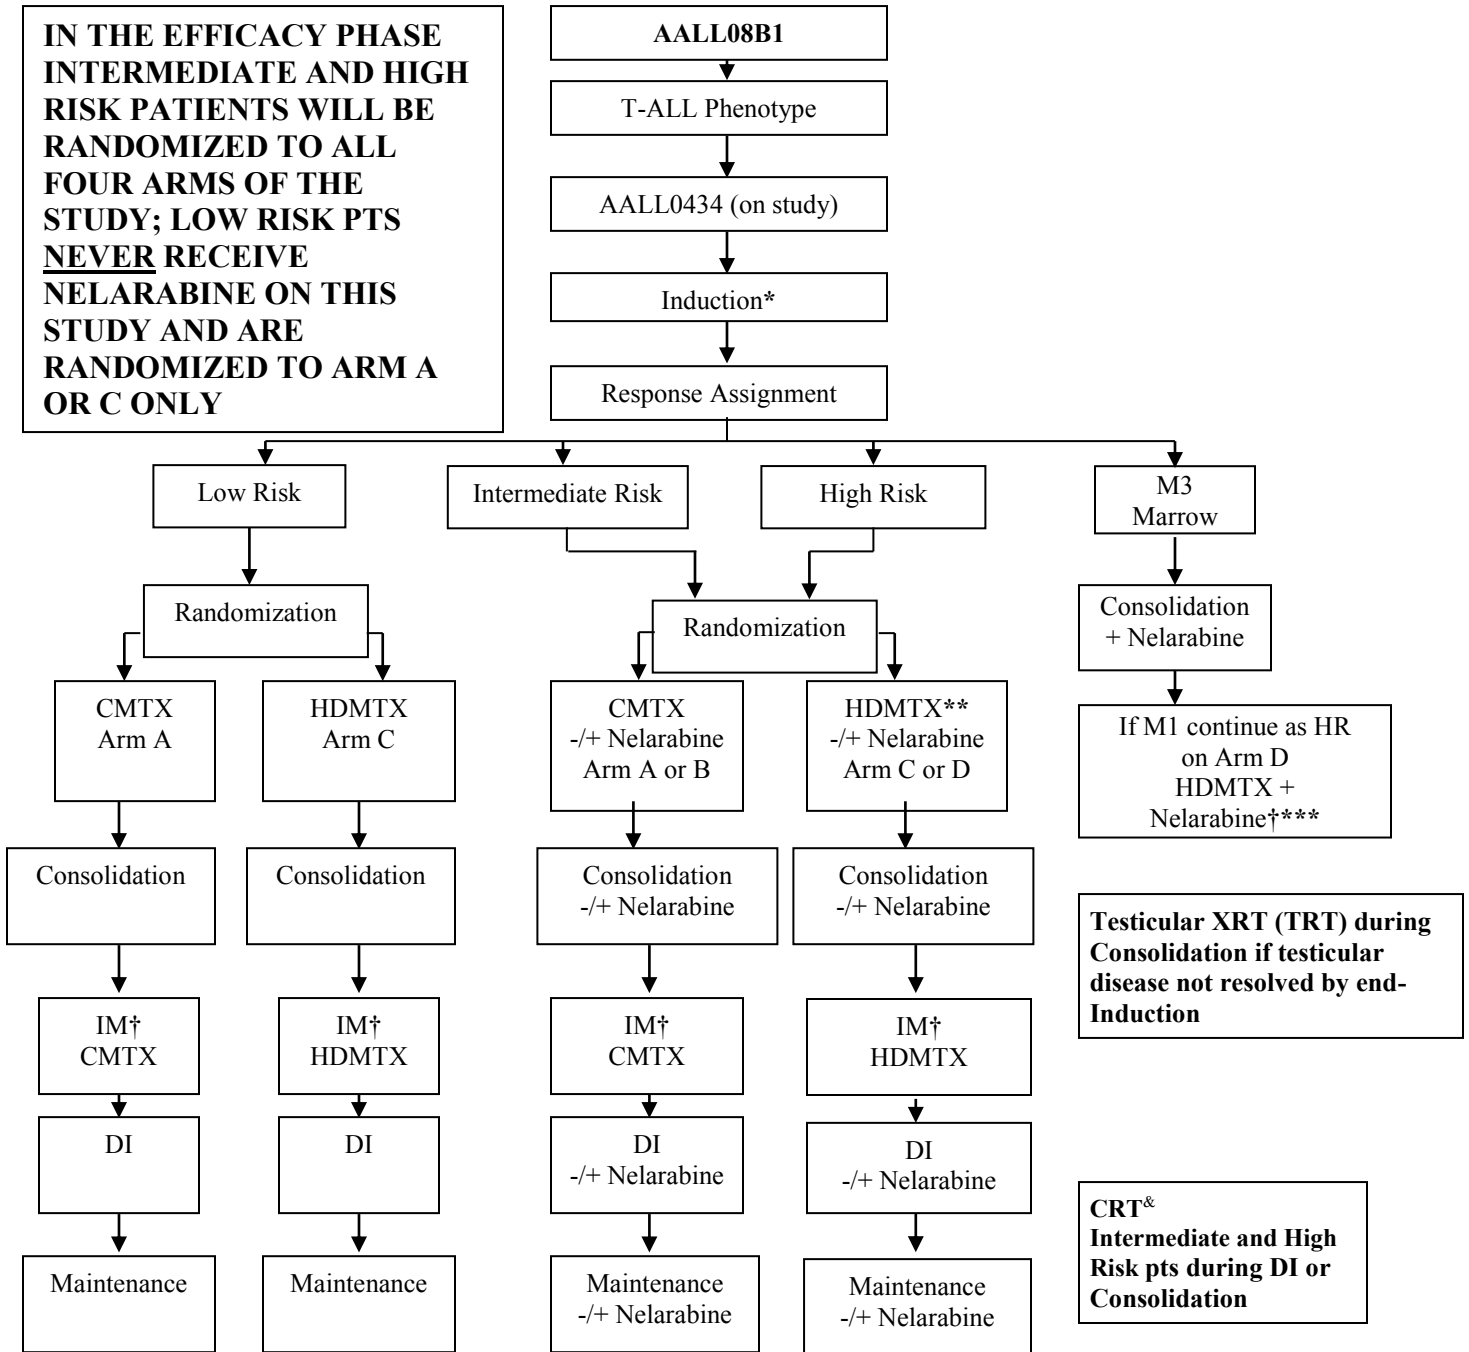 IN THE EFFICACY PHASE
INTERMEDIATE AND HIGH
RISK PATIENTS WILL BE
RANDOMIZED TO ALL
FOUR ARMS OF THE
STUDY; LOW RISK PTS
NEVER RECEIVE
NELARABINE ON THIS
STUDY AND ARE
RANDOMIZED TO ARM A
OR C ONLY
AALL08B1
T-ALL Phenotype
AALL0434 (on study)
Induction*
Response Assignment
Low Risk
Intermediate Risk
High Risk
M3
Marrow
Randomization
Randomization
Consolidation
+ Nelarabine
CMTX
Arm A
HDMTX
Arm C
CMTX
-/+ Nelarabine
Arm A or B
HDMTX**
-/+ Nelarabine
Arm C or D
If M1 continue as HR
on Arm D
HDMTX +
Nelarabine†***
Consolidation
Consolidation
Consolidation
-/+ Nelarabine
Consolidation
-/+ Nelarabine
Testicular XRT (TRT) during
Consolidation if testicular
disease not resolved by end-
Induction
IM†
CMTX
IM†
HDMTX
IM†
CMTX
IM†
HDMTX
DI
DI
DI
-/+ Nelarabine
DI
-/+ Nelarabine
CRT&
Intermediate and High
Risk pts during DI or
Consolidation
Maintenance
Maintenance
Maintenance
-/+ Nelarabine
Maintenance
-/+ Nelarabine